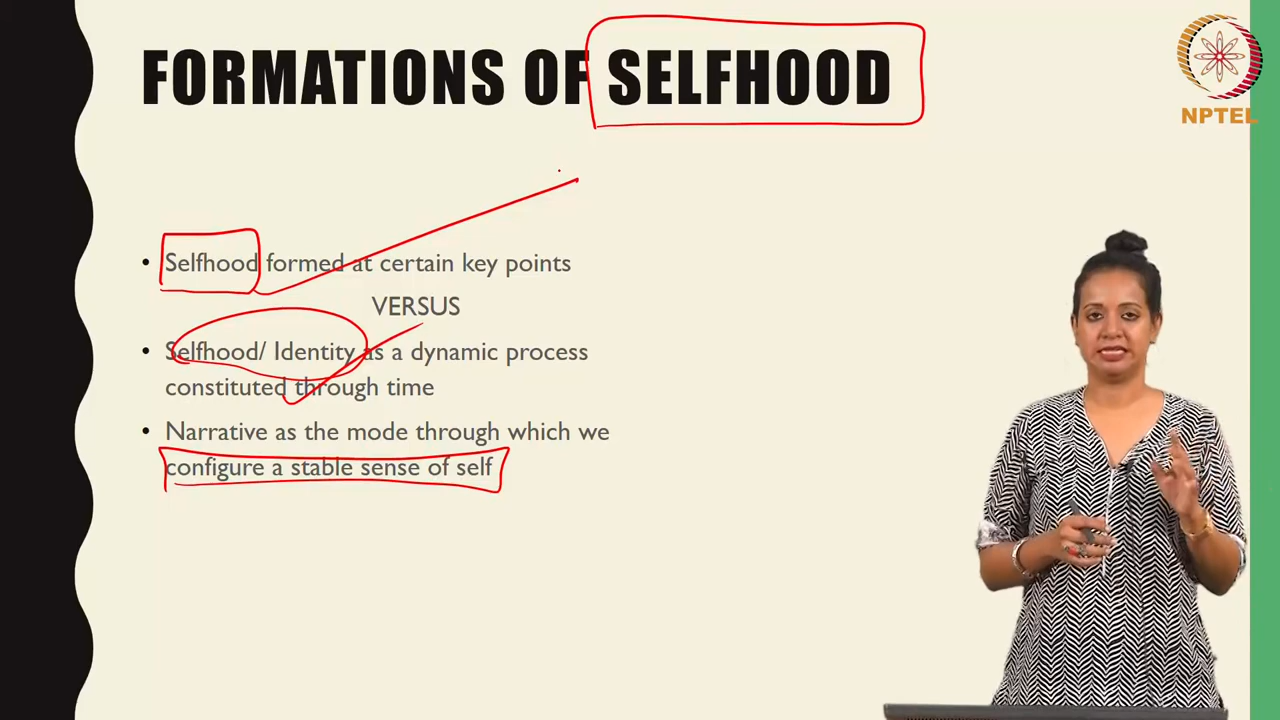 FORMATIONS OF SELFHOOD
NPTEL
• Selfhood formed at certain key points
VERSUS
• Selfhood/ Identity as a dynamic process
constituted through time
• Narrative as the mode through which we
configure a stable sense of self